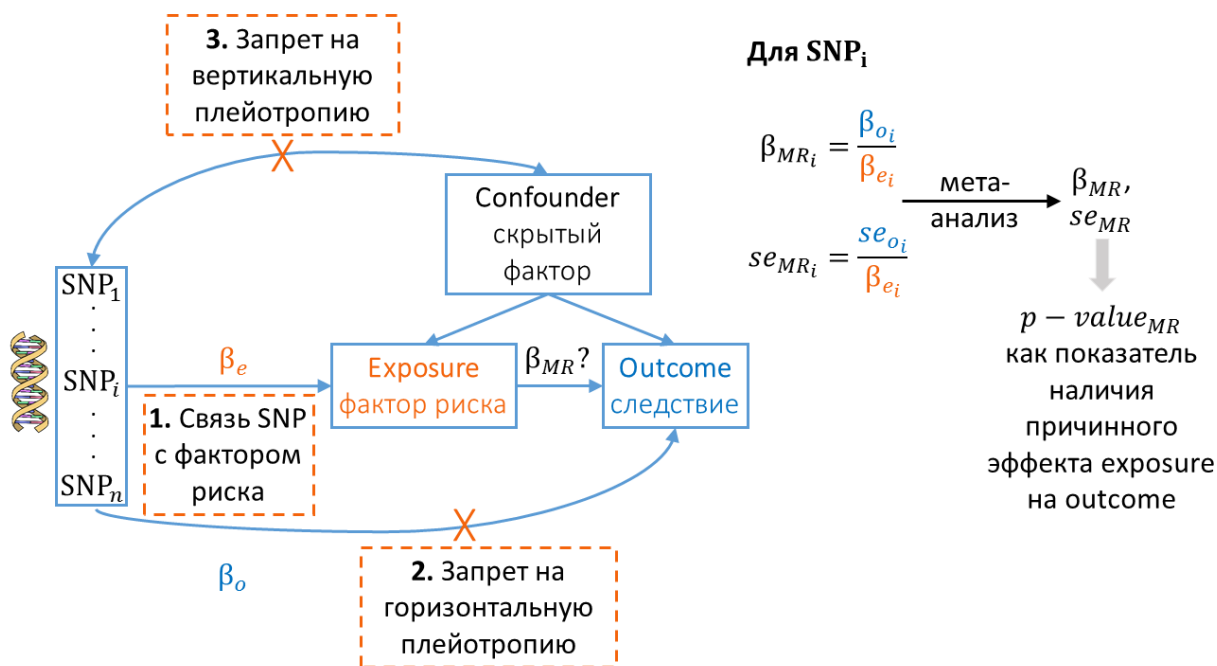 3. Запрет на
вертикальную
плейотропию
Confounder
скрытый
фактор
SNP₁
SNPᵢ
SNPₙ
βₑ
1. Связь SNP
с фактором
риска
Exposure
фактор риска
β_MR?
Outcome
следствие
βₒ
2. Запрет на
горизонтальную
плейотропию
Для SNPᵢ
β_MRᵢ = β_oᵢ / β_eᵢ
se_MRᵢ = se_oᵢ / β_eᵢ
мета-
анализ
β_MR,
se_MR
p − value_MR
как показатель
наличия
причинного
эффекта exposure
на outcome